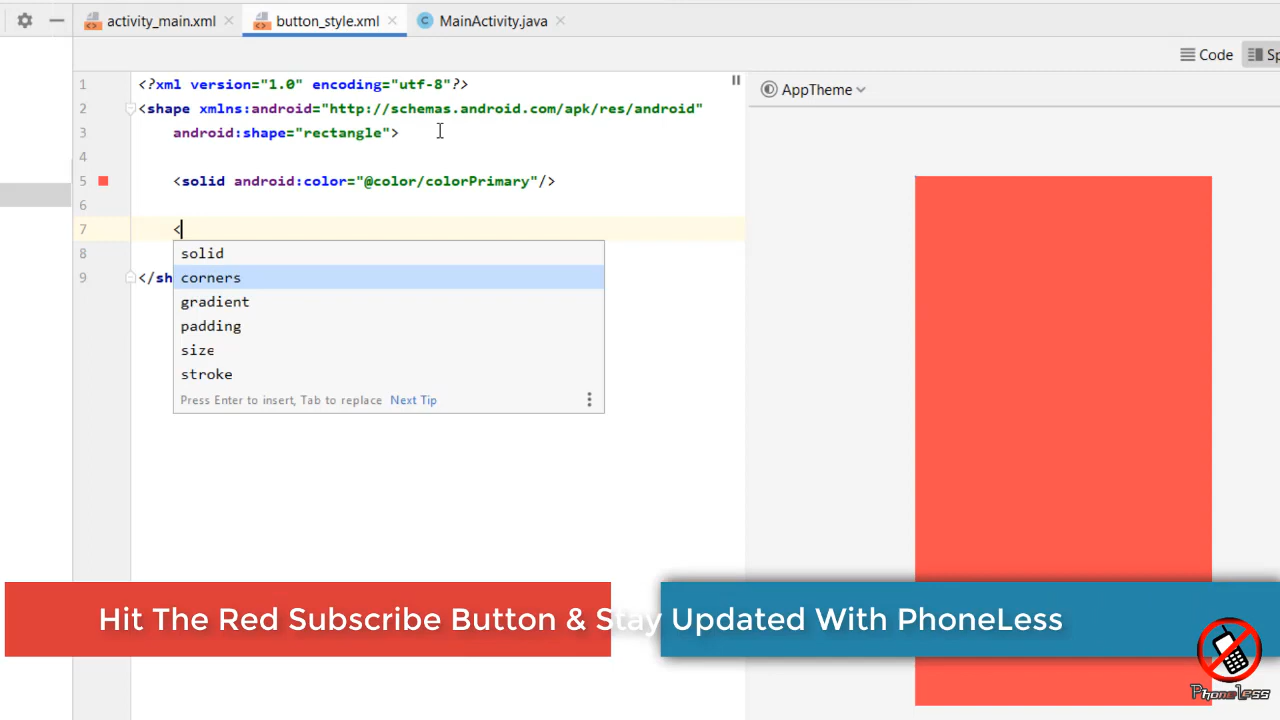 activity_main.xml
button_style.xml
MainActivity.java
Code
Sp
1 <?xml version="1.0" encoding="utf-8"?>
2 <shape xmlns:android="http://schemas.android.com/apk/res/android"
3 android:shape="rectangle">
4
5 <solid android:color="@color/colorPrimary"/>
6
7 <
8
9 </sh
solid
corners
gradient
padding
size
stroke
Press Enter to insert, Tab to replace Next Tip
AppTheme
Hit The Red Subscribe Button & Stay Updated With PhoneLess
PhoneLess